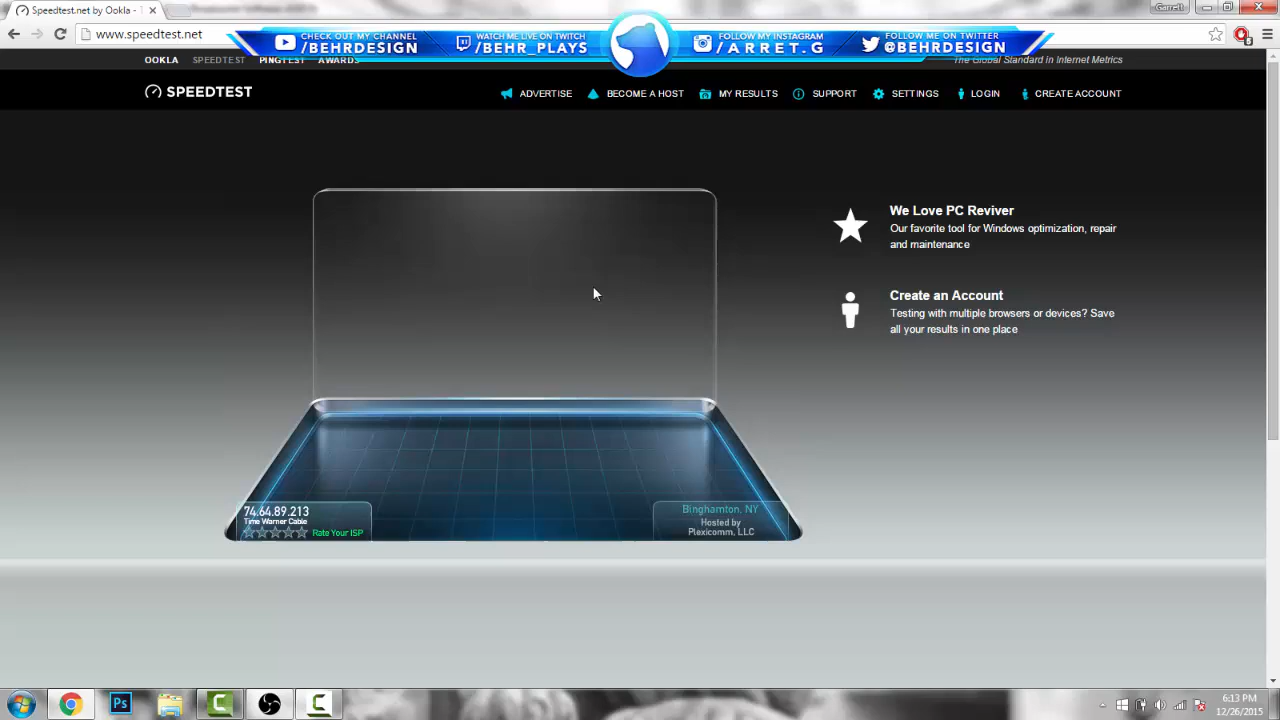 Speedtest.net by Ookla -
Garrett
www.speedtest.net
CHECK OUT MY CHANNEL
/BEHRDESIGN
WATCH ME LIVE ON TWITCH
/BEHR_PLAYS
FOLLOW MY INSTAGRAM
/ARRET.G
FOLLOW ME ON TWITTER
@BEHRDESIGN
OOKLA SPEEDTEST PINGTEST AWARDS
The Global Standard in Internet Metrics
SPEEDTEST
ADVERTISE BECOME A HOST MY RESULTS SUPPORT SETTINGS LOGIN CREATE ACCOUNT
We Love PC Reviver
Our favorite tool for Windows optimization, repair
and maintenance
Create an Account
Testing with multiple browsers or devices? Save
all your results in one place
74.64.89.213
Time Warner Cable
Rate Your ISP
Binghamton, NY
Hosted by
Plexicomm, LLC
Ps
6:13 PM
12/26/2015